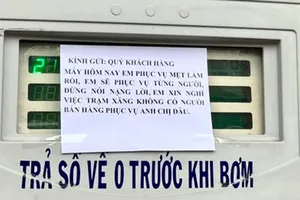 KÍNH GỬI: QUÝ KHÁCH HÀNG
MẤY HÔM NAY EM PHỤC VỤ MỆT LẮM
RỒI, EM SẼ PHỤC VỤ TỪNG NGƯỜI,
ĐỪNG NÓI NẶNG LỜI, EM XIN NGHỈ
VIỆC TRẠM XĂNG KHÔNG CÓ NGƯỜI
BÁN HÀNG PHỤC VỤ ANH CHỊ ĐÂU.
TRẢ SỐ VỀ 0 TRƯỚC KHI BƠM